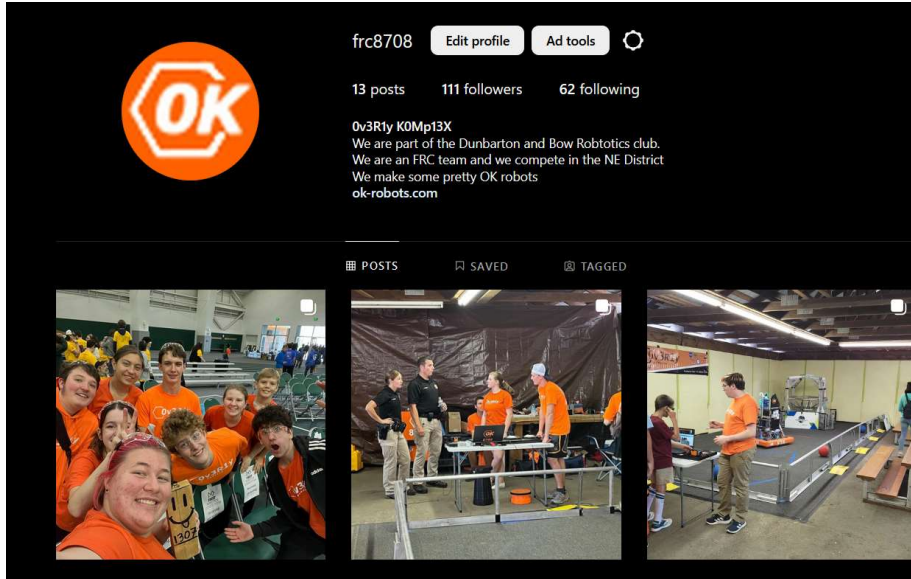 OK
frc8708
Edit profile
Ad tools
13 posts
111 followers
62 following
0v3R1y K0Mp13X
We are part of the Dunbarton and Bow Robtotics club.
We are an FRC team and we compete in the NE District
We make some pretty OK robots
ok-robots.com
POSTS
SAVED
TAGGED
0v3R1y
1307